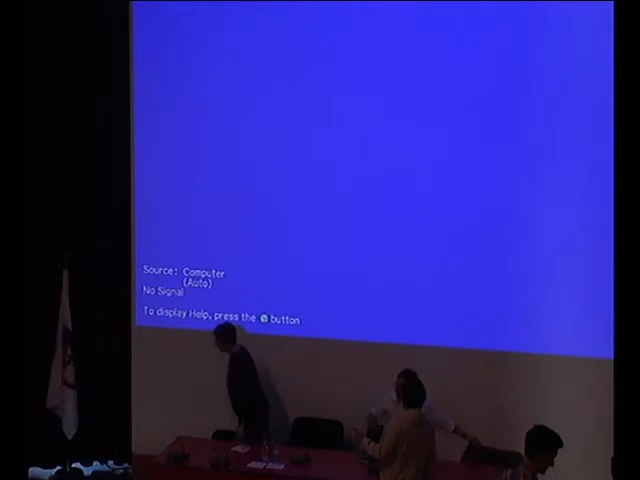 Source: Computer
(Auto)
No Signal
To display Help, press the button